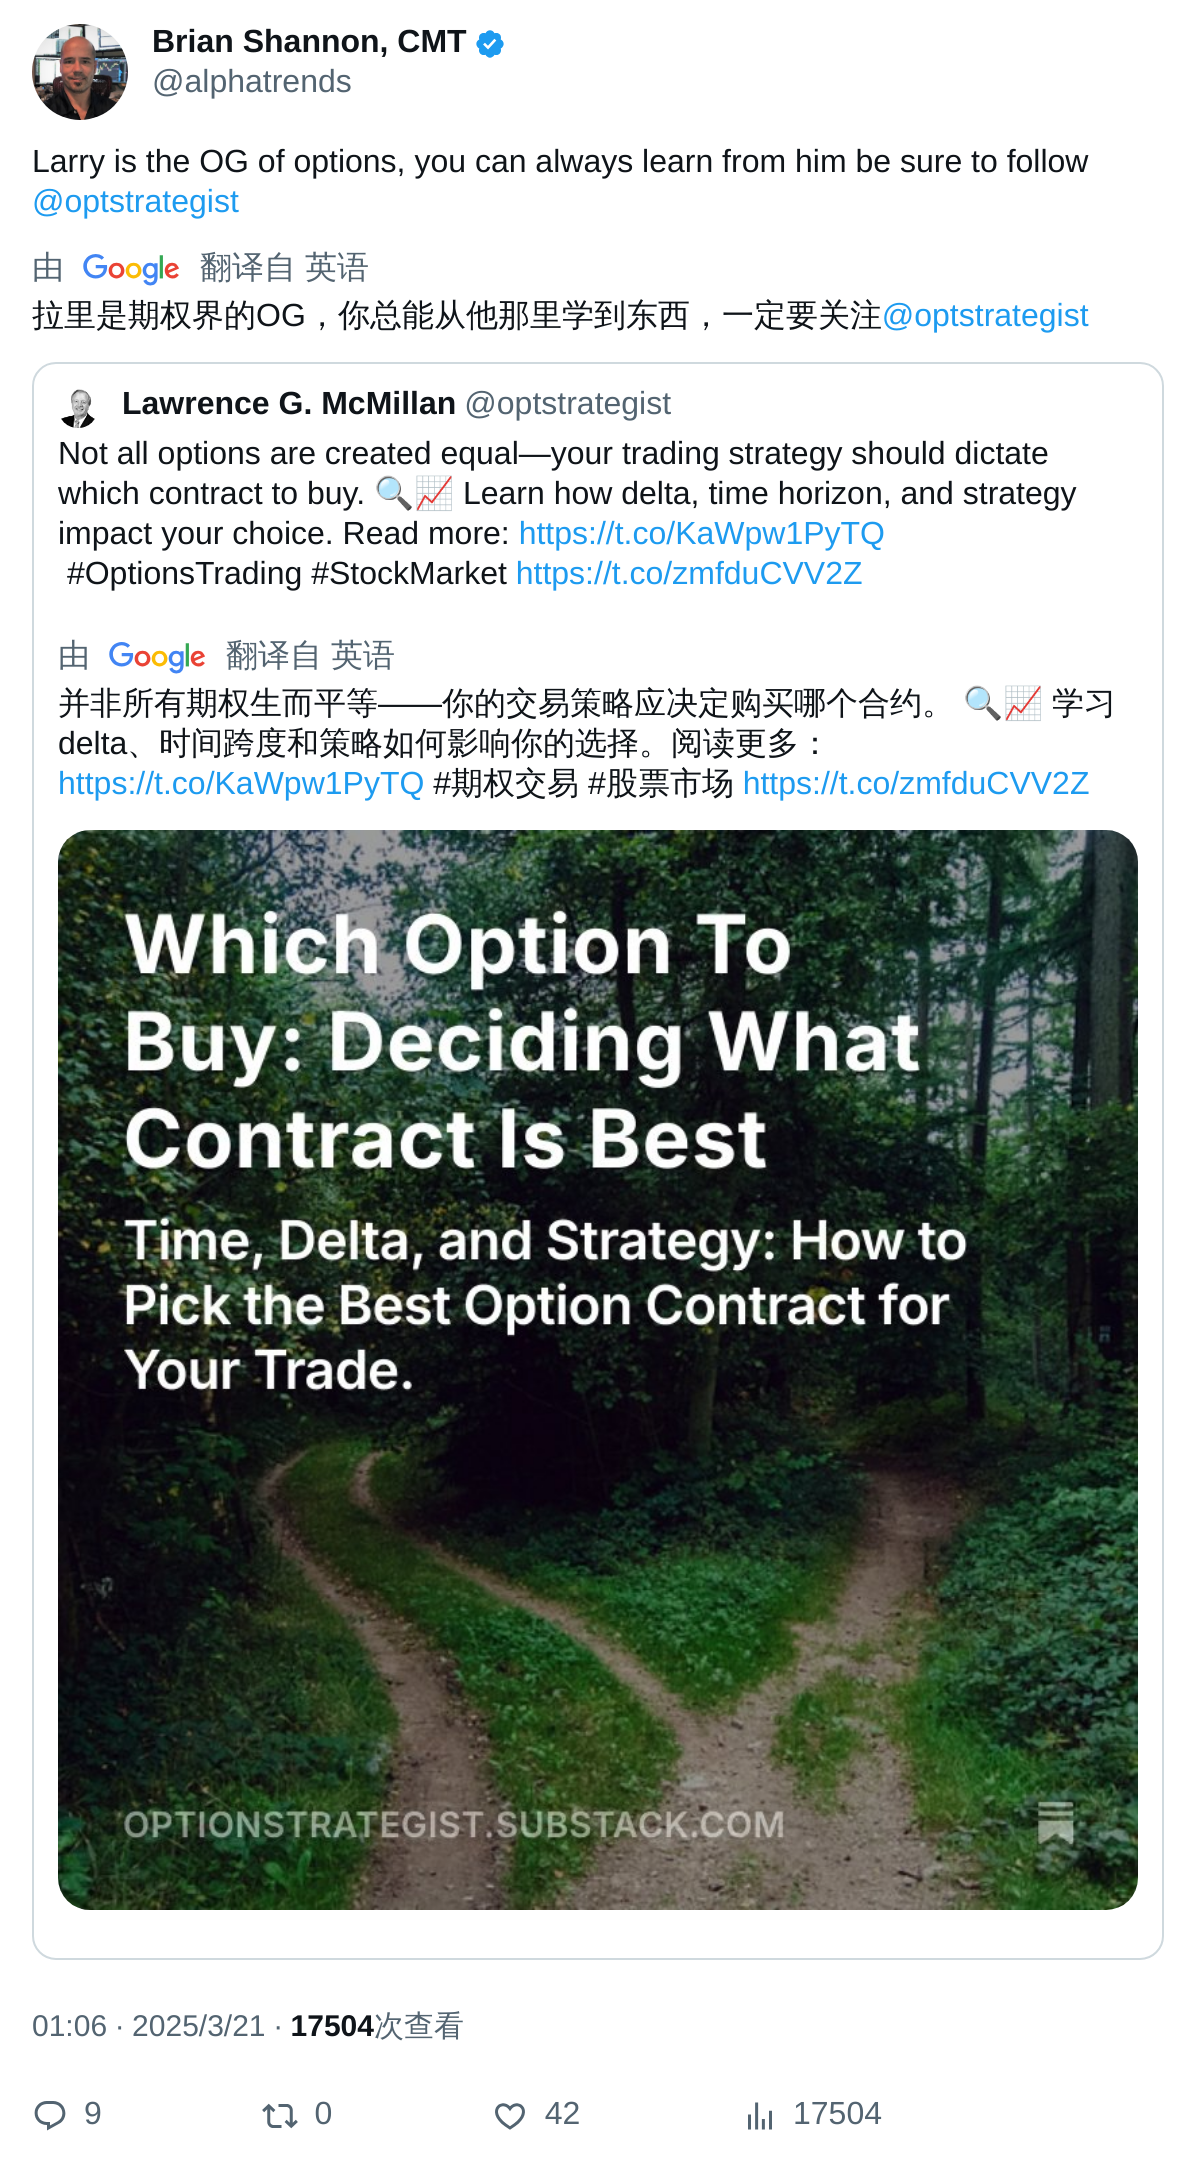 Brian Shannon, CMT
@alphatrends
Larry is the OG of options, you can always learn from him be sure to follow
@optstrategist
由 Google 翻译自 英语
拉里是期权界的OG，你总能从他那里学到东西，一定要关注@optstrategist
Lawrence G. McMillan @optstrategist
Not all options are created equal—your trading strategy should dictate
which contract to buy. 🔍📈 Learn how delta, time horizon, and strategy
impact your choice. Read more: https://t.co/KaWpw1PyTQ
#OptionsTrading #StockMarket https://t.co/zmfduCVV2Z
由 Google 翻译自 英语
并非所有期权生而平等——你的交易策略应决定购买哪个合约。 🔍📈 学习
delta、时间跨度和策略如何影响你的选择。阅读更多：
https://t.co/KaWpw1PyTQ #期权交易 #股票市场 https://t.co/zmfduCVV2Z
Which Option To
Buy: Deciding What
Contract Is Best
Time, Delta, and Strategy: How to
Pick the Best Option Contract for
Your Trade.
OPTIONSTRATEGIST.SUBSTACK.COM
01:06 · 2025/3/21 · 17504次查看
9 0 42 17504